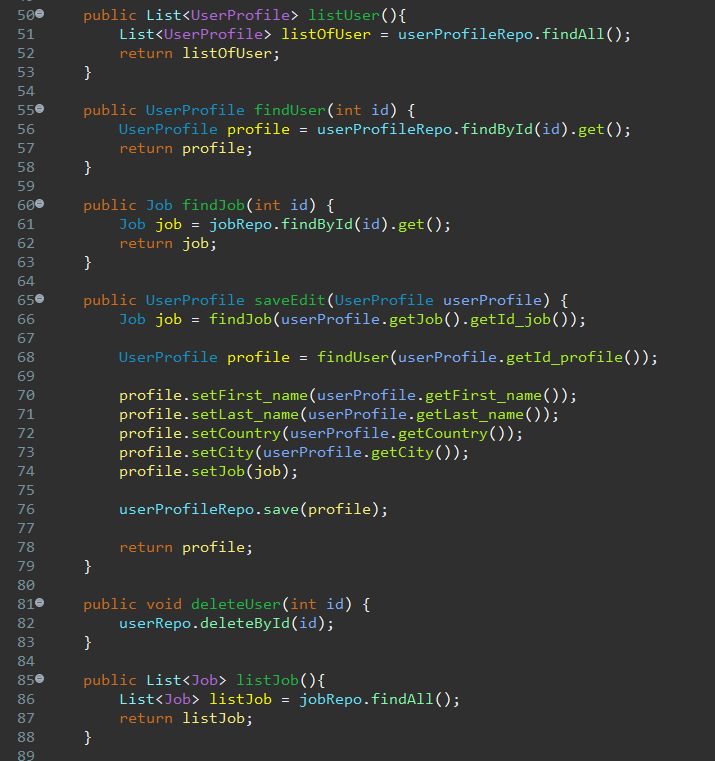 50 public List<UserProfile> listUser(){
51 List<UserProfile> listOfUser = userProfileRepo.findAll();
52 return listOfUser;
53 }
54
55 public UserProfile findUser(int id) {
56 UserProfile profile = userProfileRepo.findById(id).get();
57 return profile;
58 }
59
60 public Job findJob(int id) {
61 Job job = jobRepo.findById(id).get();
62 return job;
63 }
64
65 public UserProfile saveEdit(UserProfile userProfile) {
66 Job job = findJob(userProfile.getJob().getId_job());
67
68 UserProfile profile = findUser(userProfile.getId_profile());
69
70 profile.setFirst_name(userProfile.getFirst_name());
71 profile.setLast_name(userProfile.getLast_name());
72 profile.setCountry(userProfile.getCountry());
73 profile.setCity(userProfile.getCity());
74 profile.setJob(job);
75
76 userProfileRepo.save(profile);
77
78 return profile;
79 }
80
81 public void deleteUser(int id) {
82 userRepo.deleteById(id);
83 }
84
85 public List<Job> listJob(){
86 List<Job> listJob = jobRepo.findAll();
87 return listJob;
88 }
89